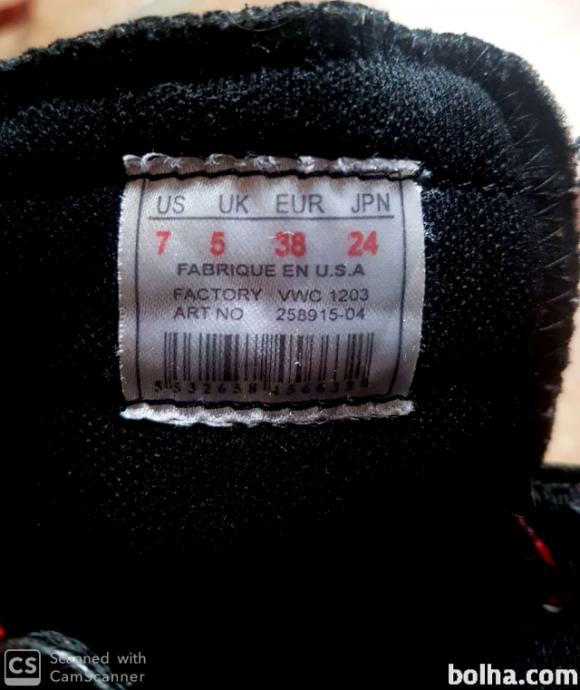 US UK EUR JPN
7 5 38 24
FABRIQUE EN U.S.A
FACTORY VWC 1203
ART NO 258915-04
CS Scanned with
CamScanner
bolha.com